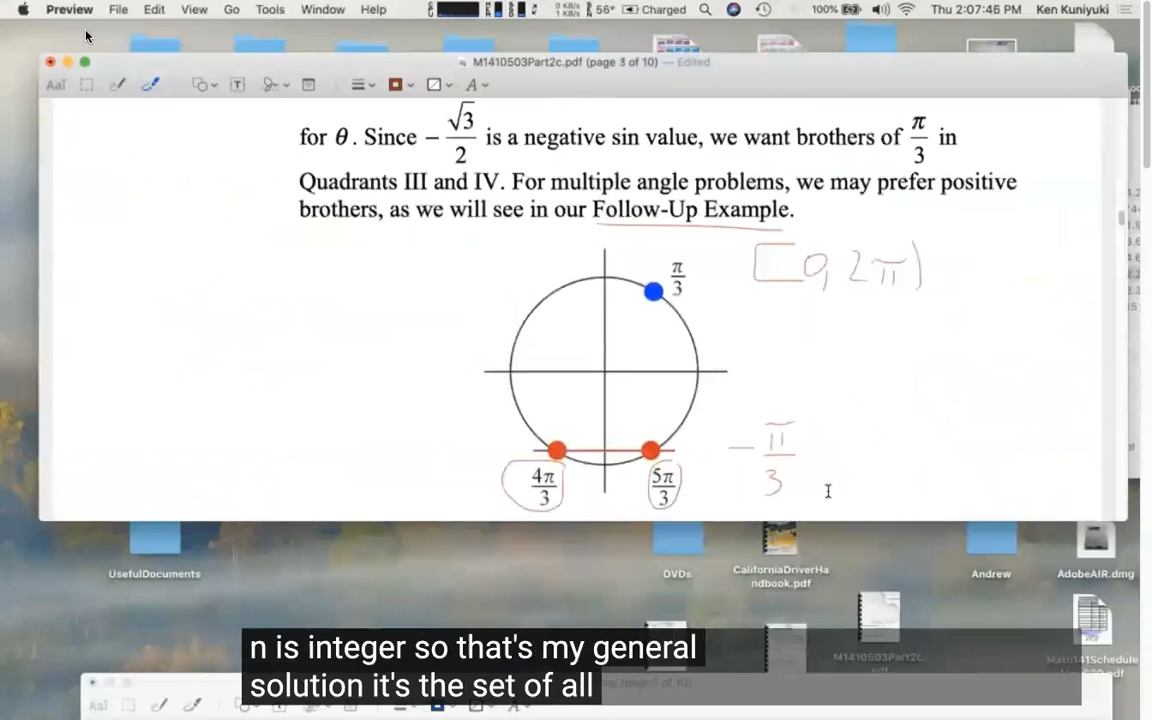 Preview File Edit View Go Tools Window Help 56° Charged 100% Thu 2:07:46 PM Ken Kuniyuki
M1410503Part2c.pdf (page 3 of 10) — Edited
for θ. Since −√3/2 is a negative sin value, we want brothers of π/3 in
Quadrants III and IV. For multiple angle problems, we may prefer positive
brothers, as we will see in our Follow-Up Example.
[0, 2π)
π/3
−π/3
4π/3 5π/3
UsefulDocuments DVDs CaliforniaDriverHa
ndbook.pdf Andrew AdobeAIR.dmg
n is integer so that's my general
solution it's the set of all
M1410503Part2c.